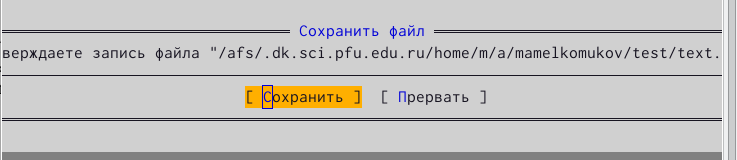 Сохранить файл
верждаете запись файла "/afs/.dk.sci.pfu.edu.ru/home/m/a/mamelkomukov/test/text.
[ Сохранить ] [ Прервать ]